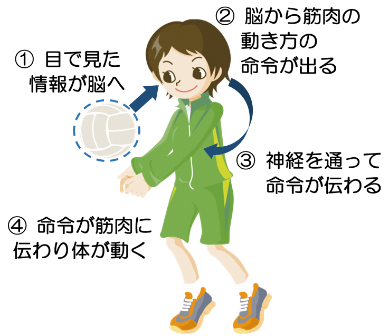 ① 目で見た
情報が脳へ
② 脳から筋肉の
動き方の
命令が出る
③ 神経を通って
命令が伝わる
④ 命令が筋肉に
伝わり体が動く